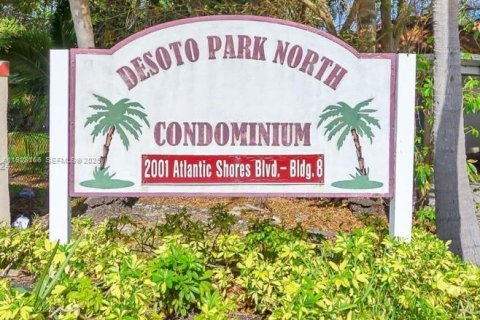 DESOTO PARK NORTH
CONDOMINIUM
2001 Atlantic Shores Blvd.- BLDG. 8